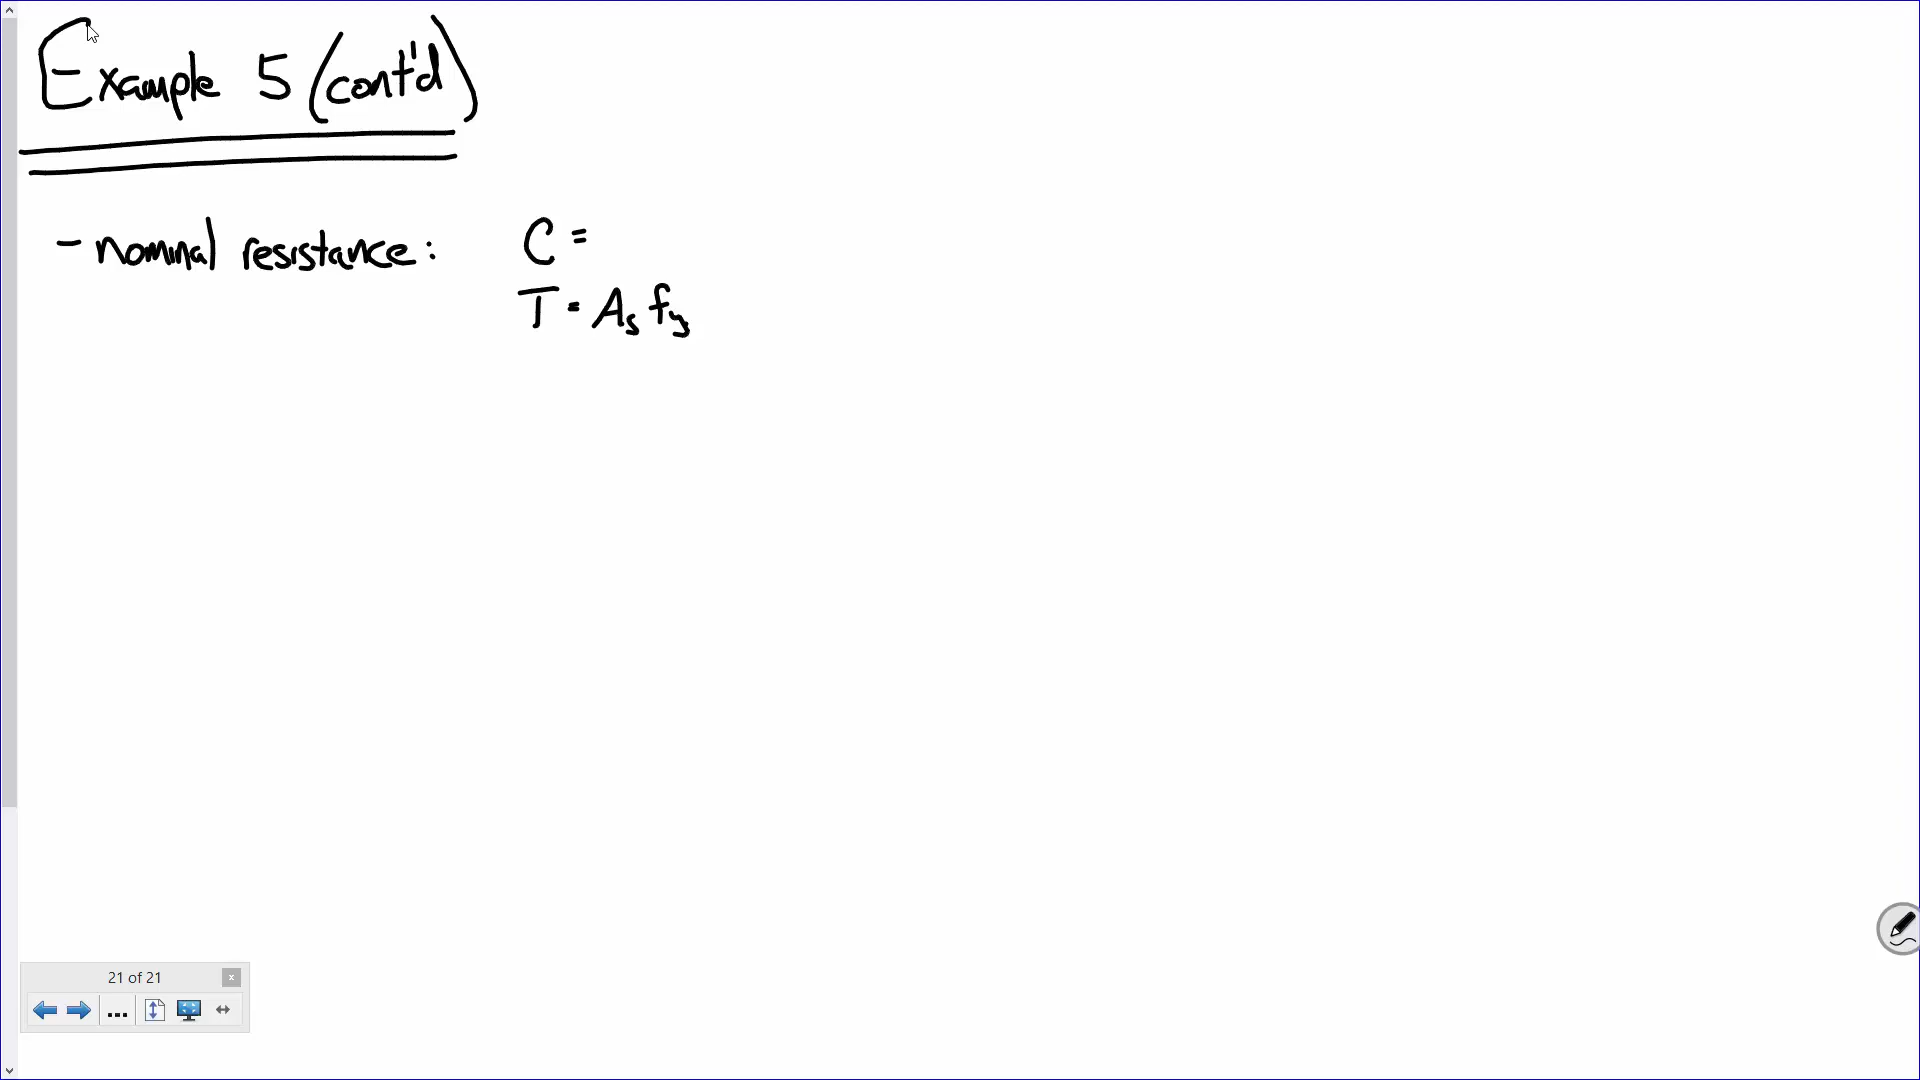 Example 5 (cont'd)
- nominal resistance: C =
T = As fy
21 of 21